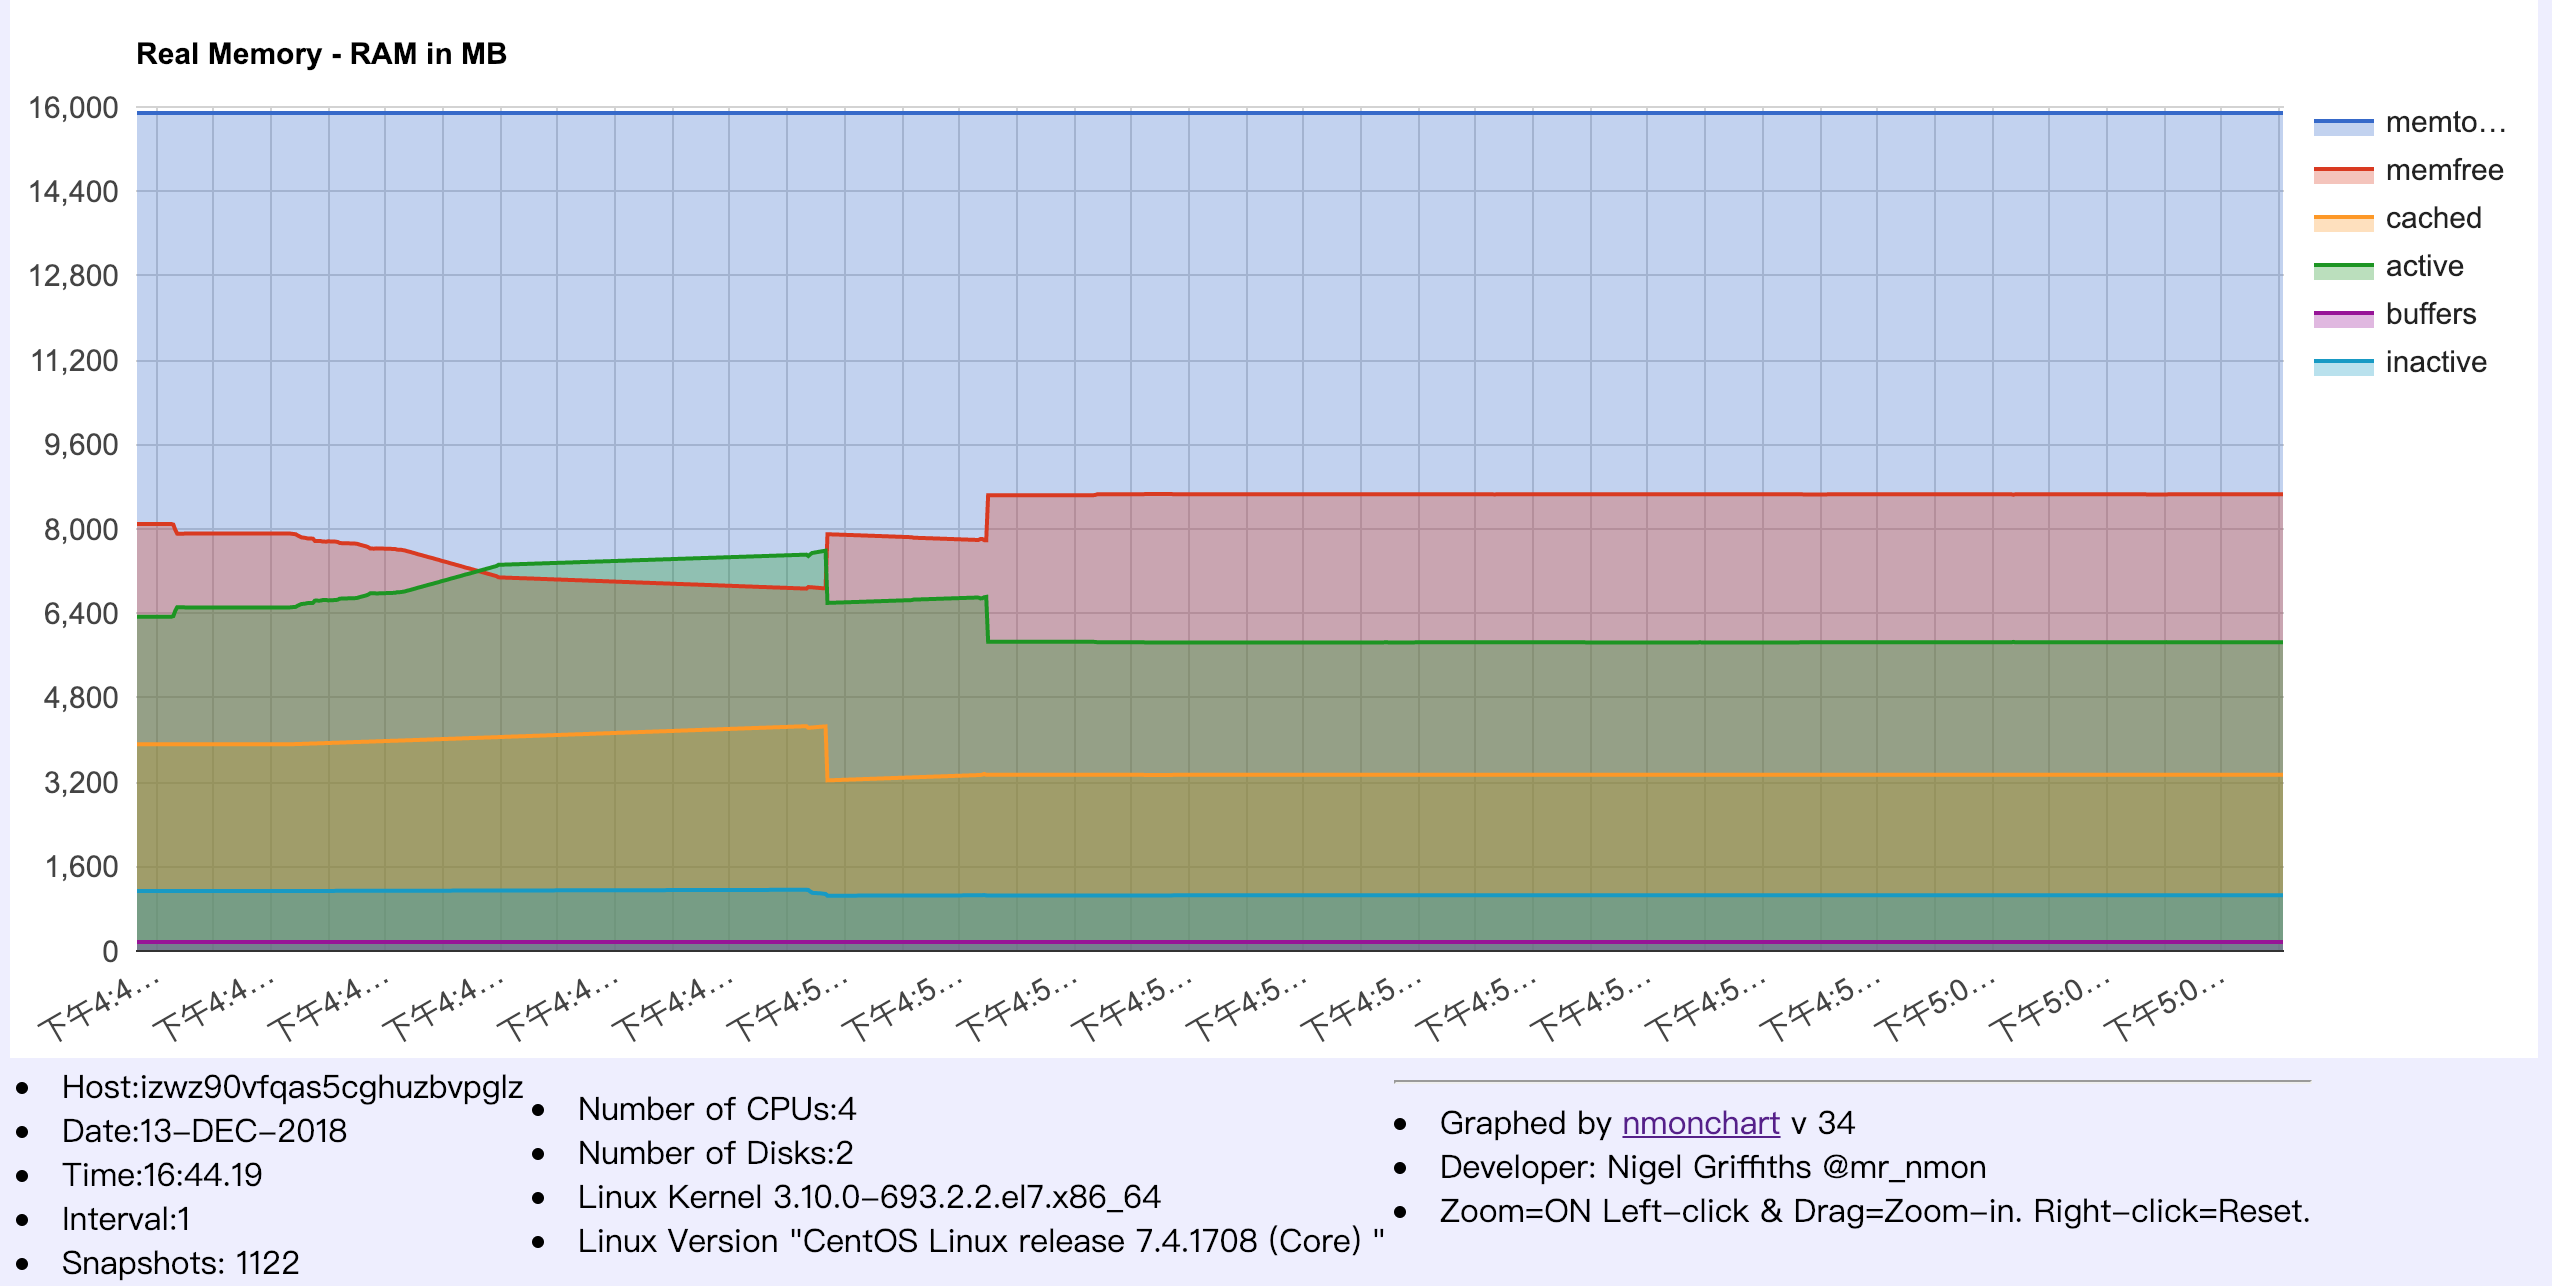 Real Memory - RAM in MB
16,000
14,400
12,800
11,200
9,600
8,000
6,400
4,800
3,200
1,600
0
memto…
memfree
cached
active
buffers
inactive
下午4:4…
下午4:4…
下午4:4…
下午4:4…
下午4:4…
下午4:4…
下午4:5…
下午4:5…
下午4:5…
下午4:5…
下午4:5…
下午4:5…
下午4:5…
下午4:5…
下午4:5…
下午4:5…
下午5:0…
下午5:0…
下午5:0…
Host:izwz90vfqas5cghuzbvpglz
Date:13-DEC-2018
Time:16:44.19
Interval:1
Snapshots: 1122
Number of CPUs:4
Number of Disks:2
Linux Kernel 3.10.0-693.2.2.el7.x86_64
Linux Version "CentOS Linux release 7.4.1708 (Core) "
Graphed by nmonchart v 34
Developer: Nigel Griffiths @mr_nmon
Zoom=ON Left-click & Drag=Zoom-in. Right-click=Reset.